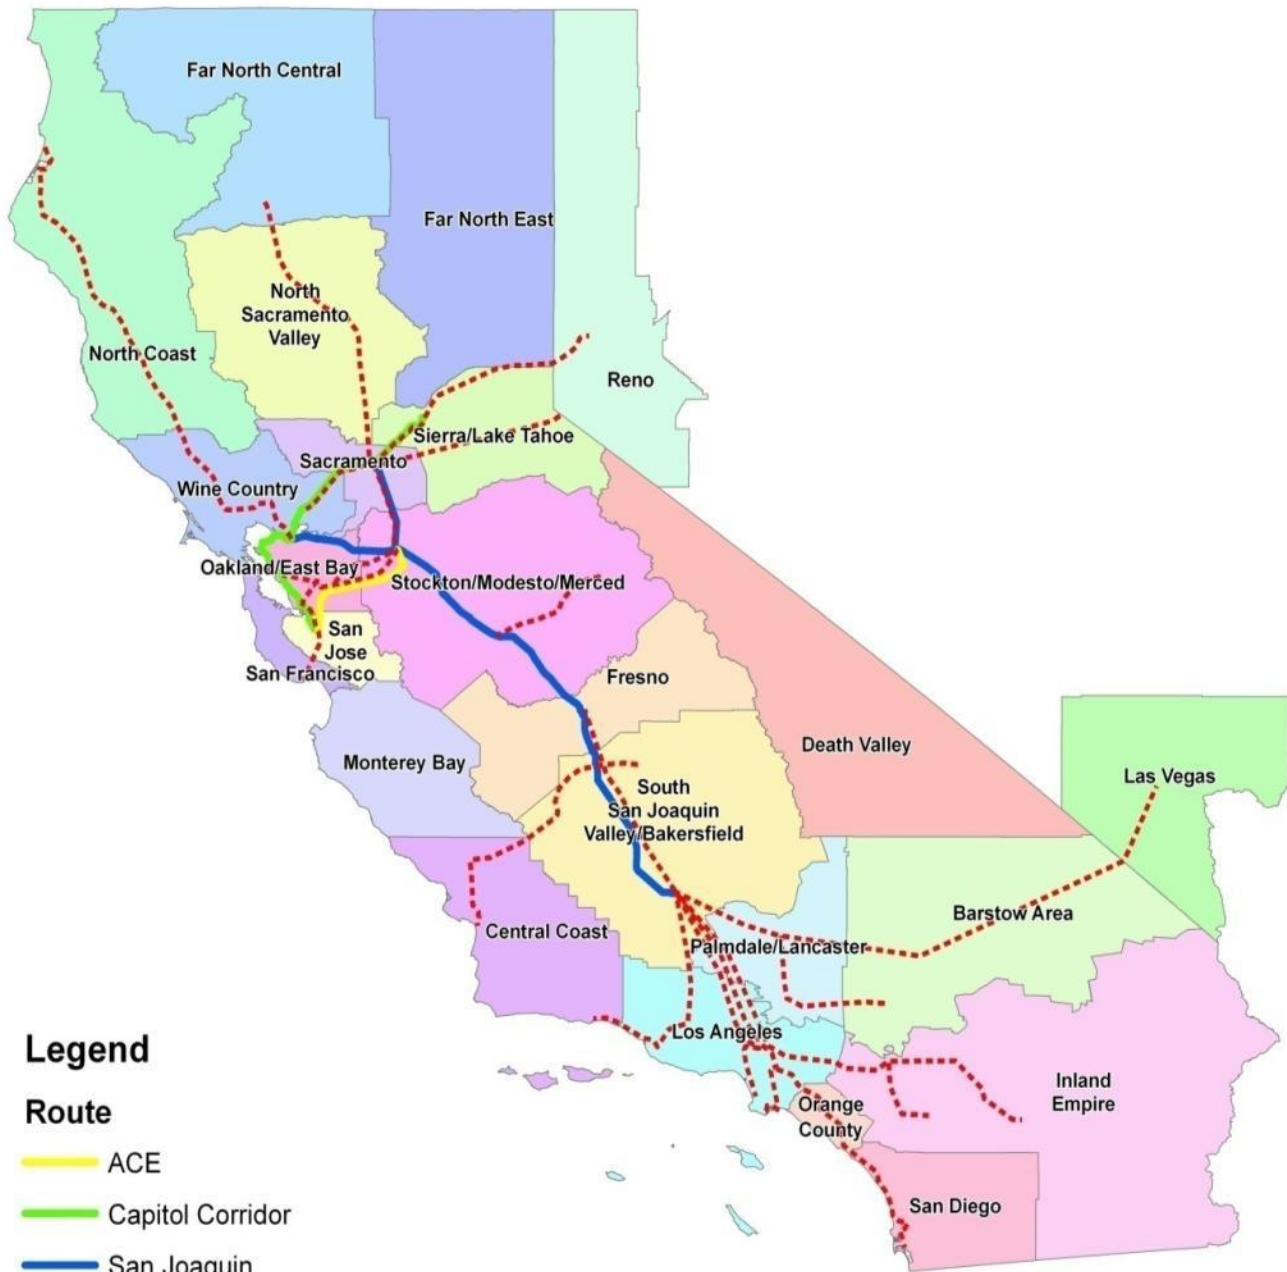 Far North Central
Far North East
North
Sacramento
Valley
North Coast
Reno
Sierra/Lake Tahoe
Sacramento
Wine Country
Oakland/East Bay
Stockton/Modesto/Merced
San
Jose
San Francisco
Fresno
Monterey Bay
Death Valley
Las Vegas
South
San Joaquin
Valley/Bakersfield
Barstow Area
Central Coast
Palmdale/Lancaster
Los Angeles
Inland
Empire
Orange
County
San Diego
Legend
Route
ACE
Capitol Corridor
San Joaquin